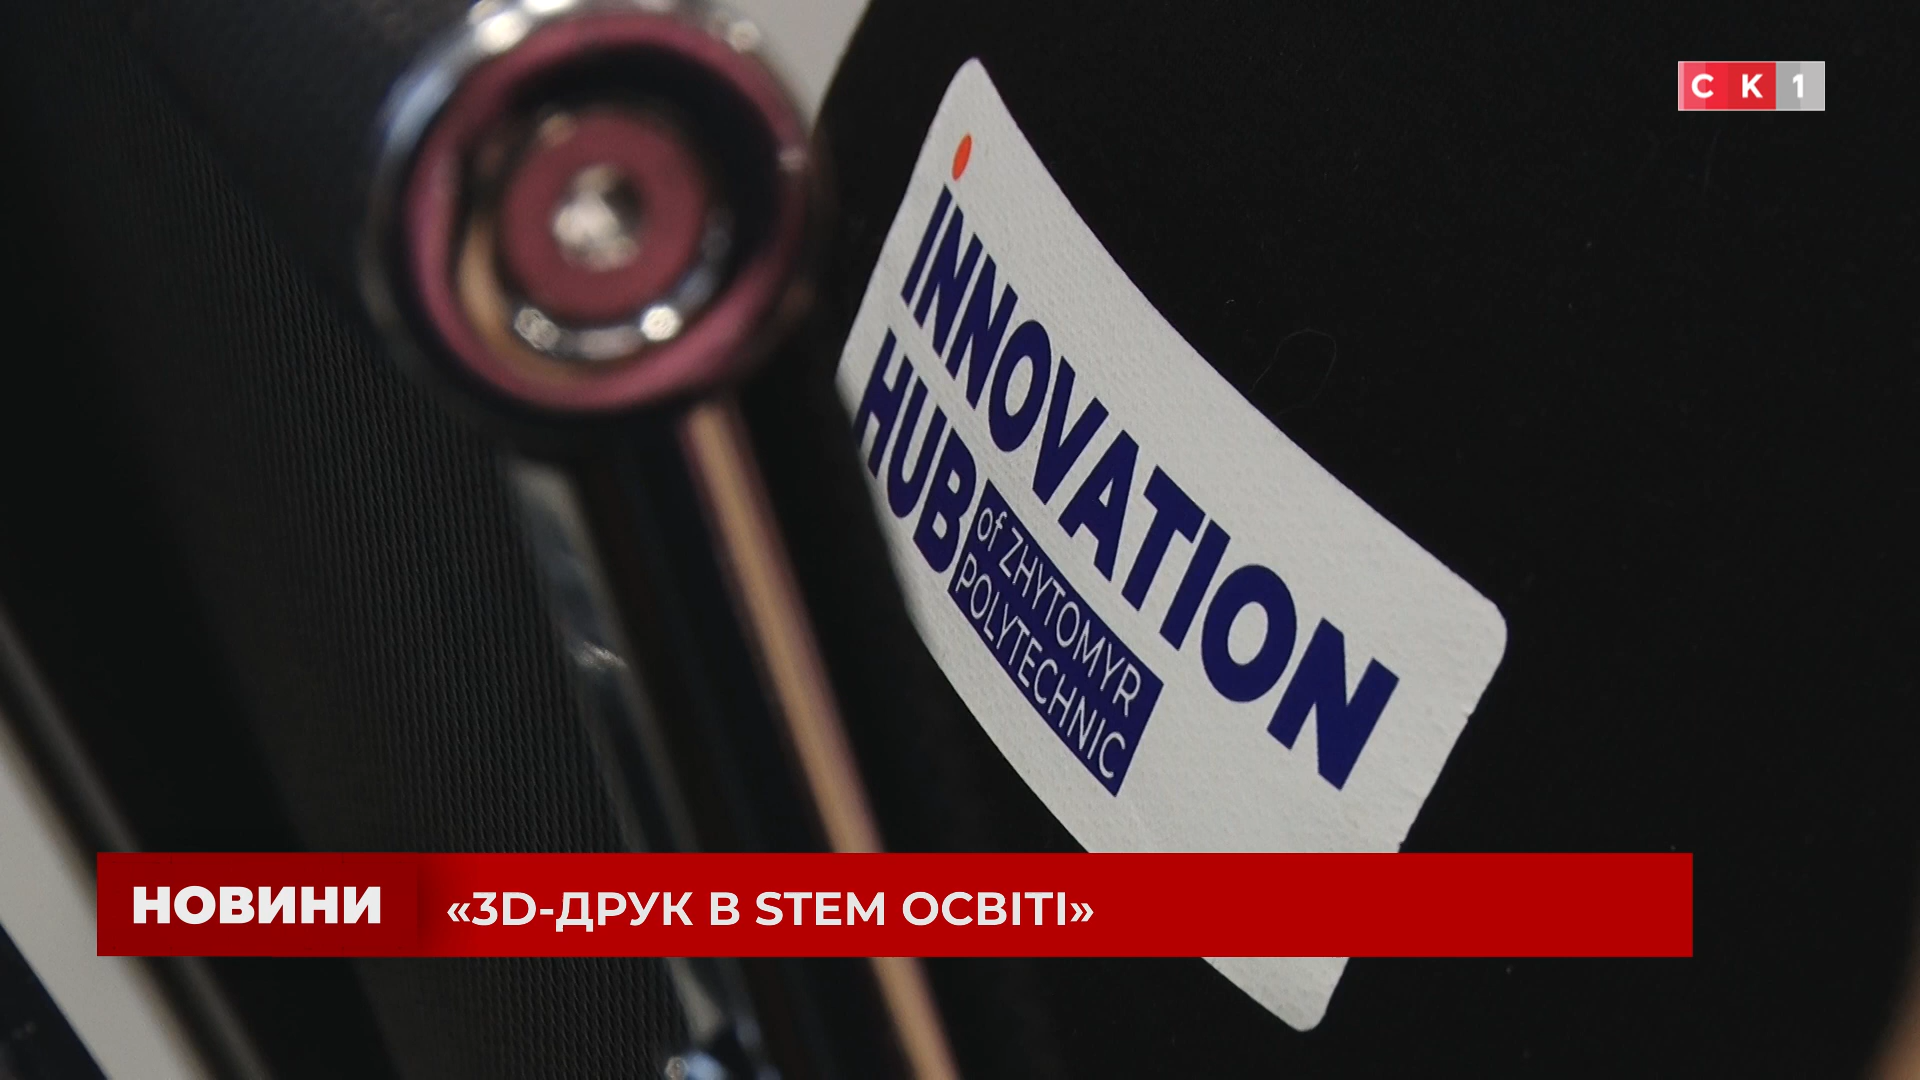 СК1
INNOVATION
HUB of ZHYTOMYR
POLYTECHNIC
НОВИНИ «3D-ДРУК В STEM ОСВІТІ»